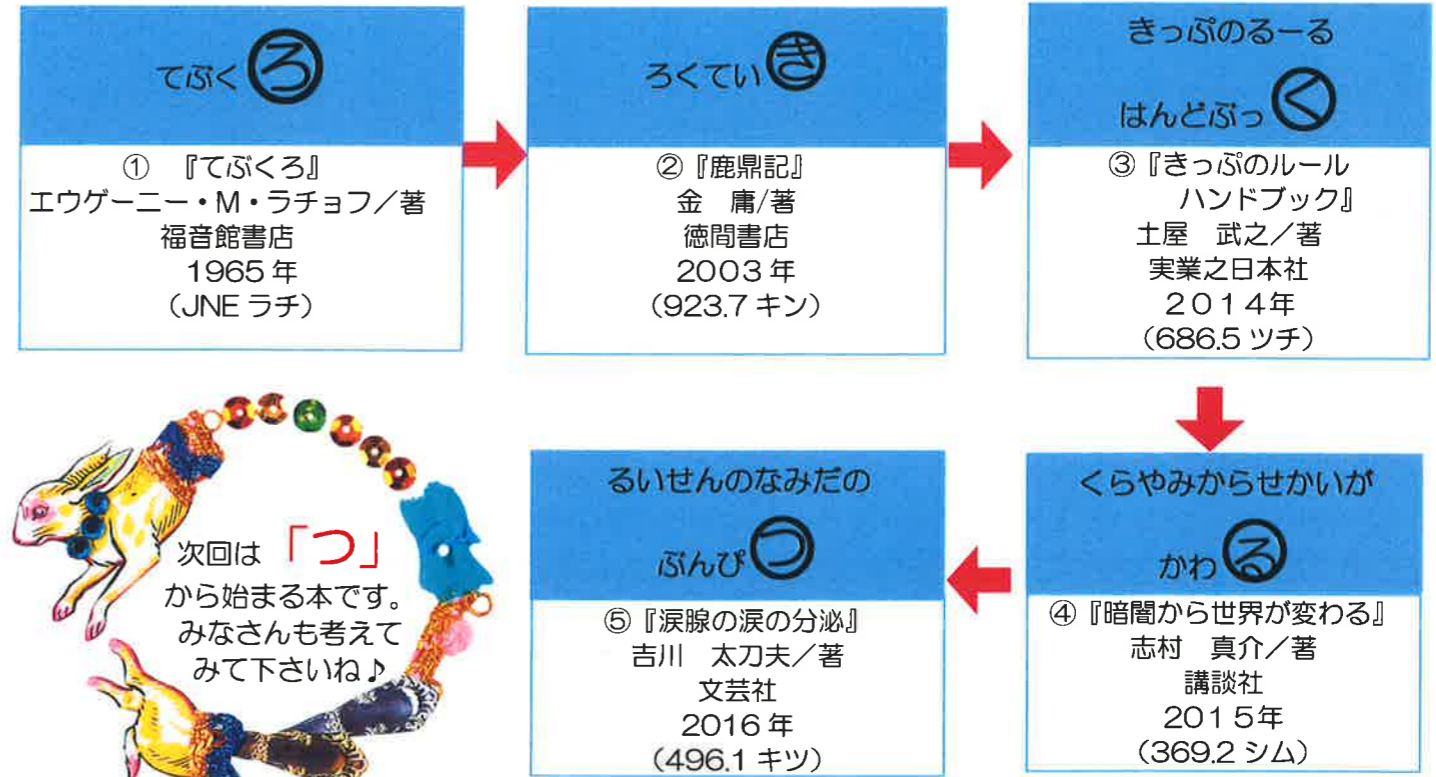 てぶくろ
① 『てぶくろ』
エウゲーニー・M・ラチョフ／著
福音館書店
1965年
（JNE ラチ）
ろくていき
②『鹿鼎記』
金　庸/著
徳間書店
2003年
（923.7 キン）
きっぷのるーる
はんどぶっく
③『きっぷのルール
ハンドブック』
土屋　武之／著
実業之日本社
２０１４年
（686.5 ツチ）
くらやみからせかいが
かわる
④『暗闇から世界が変わる』
志村　真介／著
講談社
2015年
（369.2 シム）
るいせんのなみだの
ぶんぴつ
⑤『涙腺の涙の分泌』
吉川　太刀夫／著
文芸社
2016年
（496.1 キツ）
次回は「つ」
から始まる本です。
みなさんも考えて
みて下さいね♪